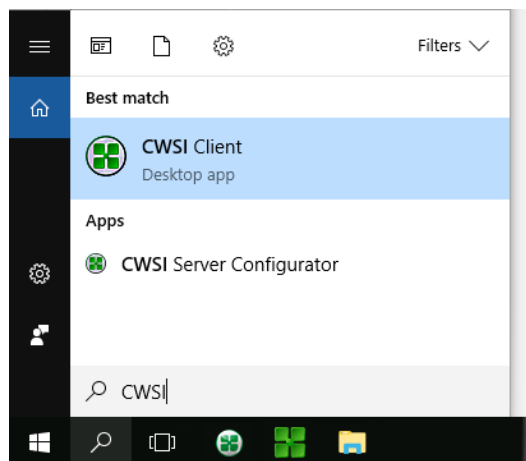 Filters
Best match
CWSI Client
Desktop app
Apps
CWSI Server Configurator
CWSI